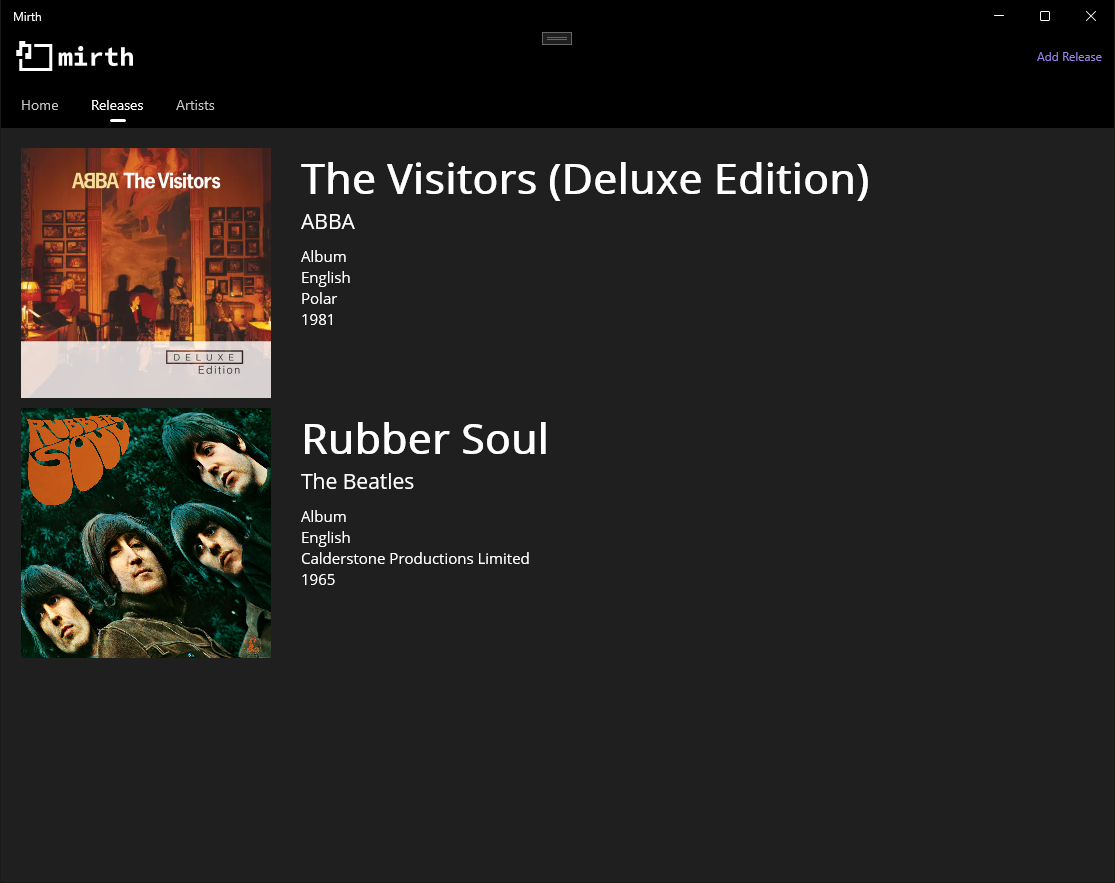 Mirth
mirth
Add Release
Home Releases Artists
ABBA The Visitors
DELUXE
Edition
The Visitors (Deluxe Edition)
ABBA
Album
English
Polar
1981
RUBBER
SOUL
Rubber Soul
The Beatles
Album
English
Calderstone Productions Limited
1965